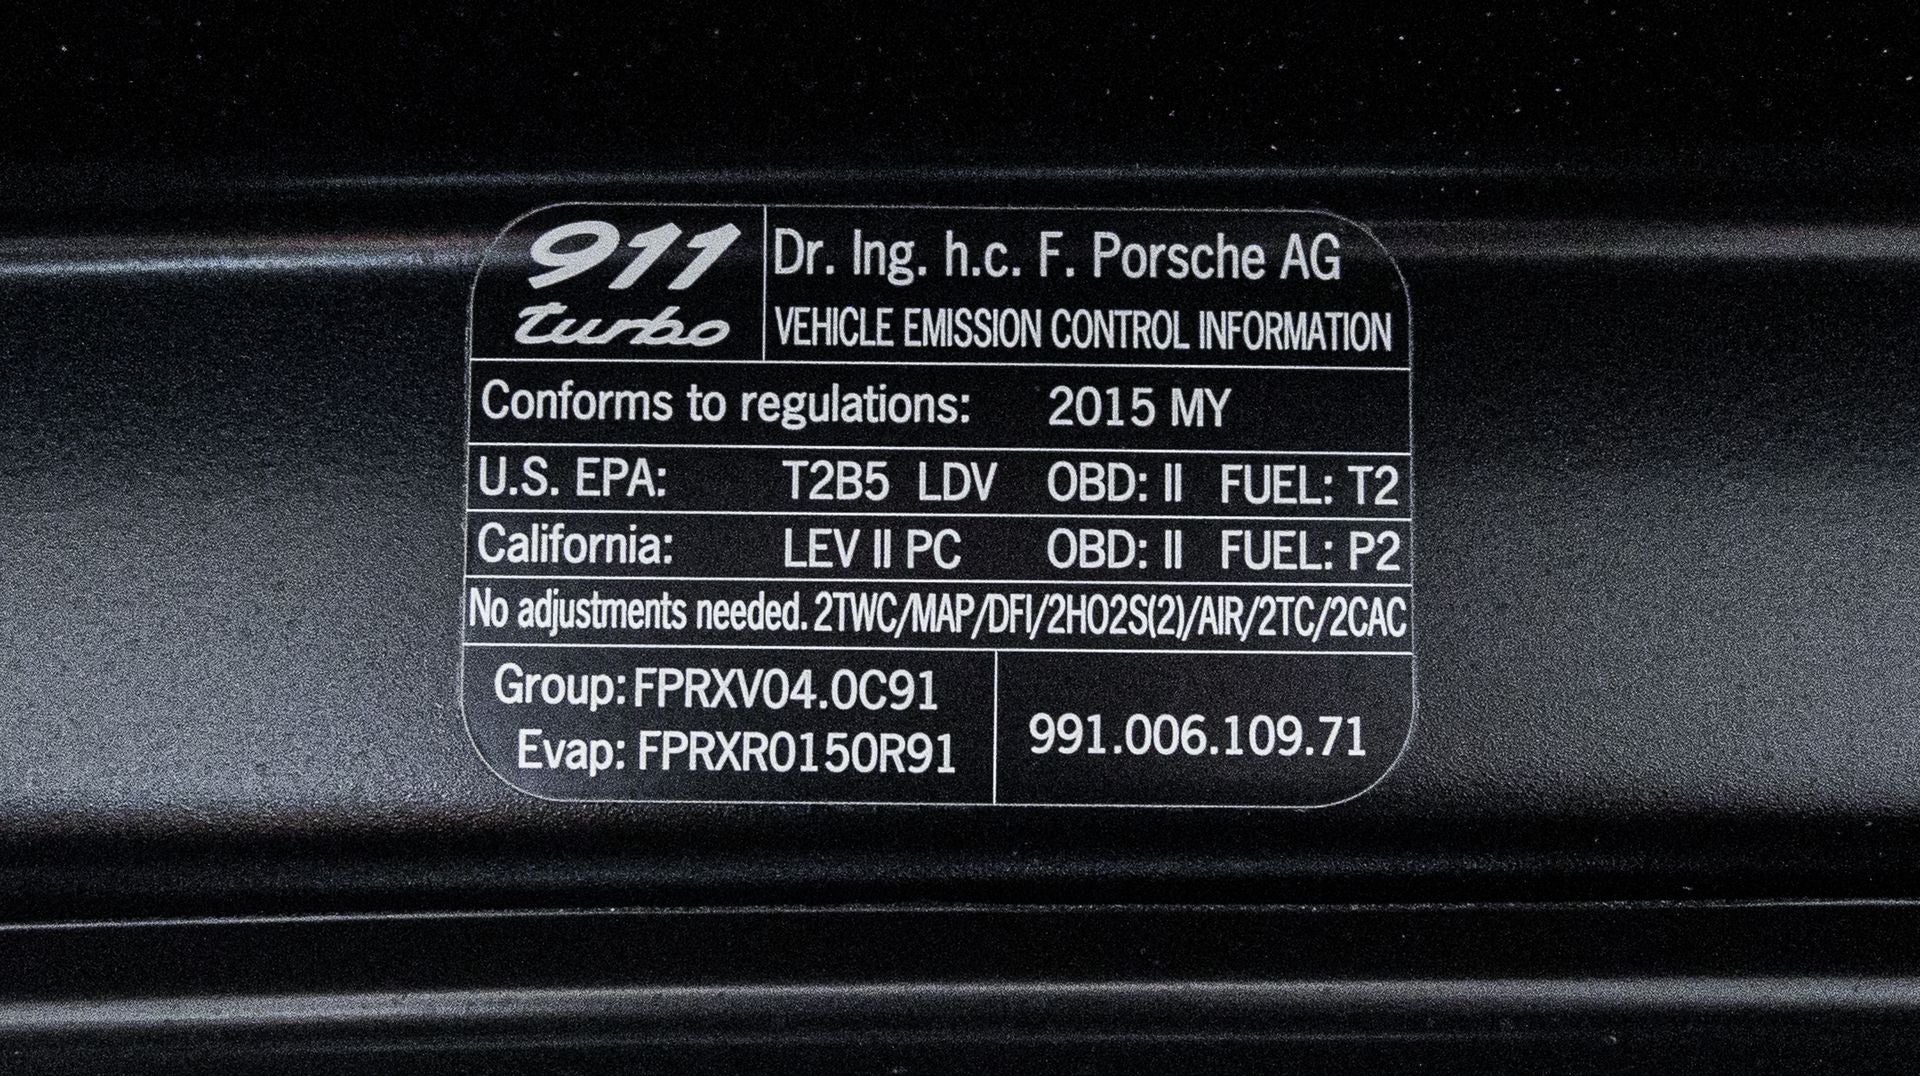 911 turbo
Dr. Ing. h.c. F. Porsche AG
VEHICLE EMISSION CONTROL INFORMATION
Conforms to regulations: 2015 MY
U.S. EPA: T2B5 LDV OBD: II FUEL: T2
California: LEV II PC OBD: II FUEL: P2
No adjustments needed. 2TWC/MAP/DFI/2HO2S(2)/AIR/2TC/2CAC
Group: FPRXV04.0C91
Evap: FPRXR0150R91
991.006.109.71